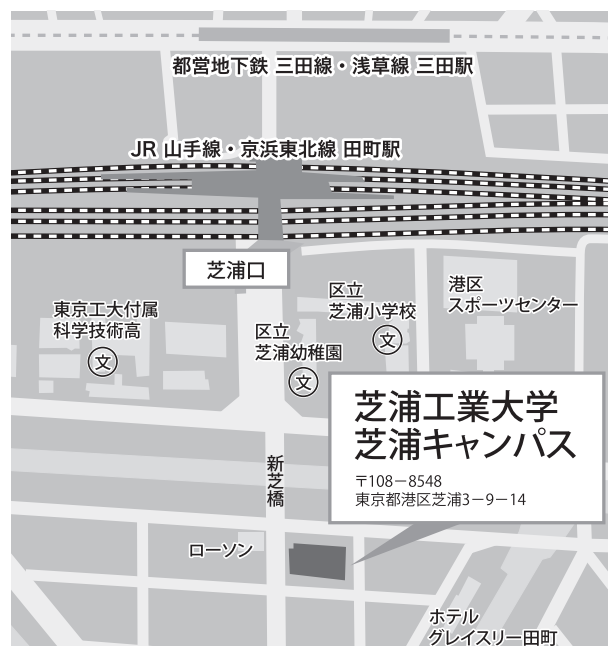 都営地下鉄 三田線・浅草線 三田駅
JR 山手線・京浜東北線 田町駅
芝浦口
東京工大付属
科学技術高
文
区立
芝浦幼稚園
文
区立
芝浦小学校
文
港区
スポーツセンター
芝浦工業大学
芝浦キャンパス
〒108－8548
東京都港区芝浦3－9－14
新芝橋
ローソン
ホテル
グレイスリー田町